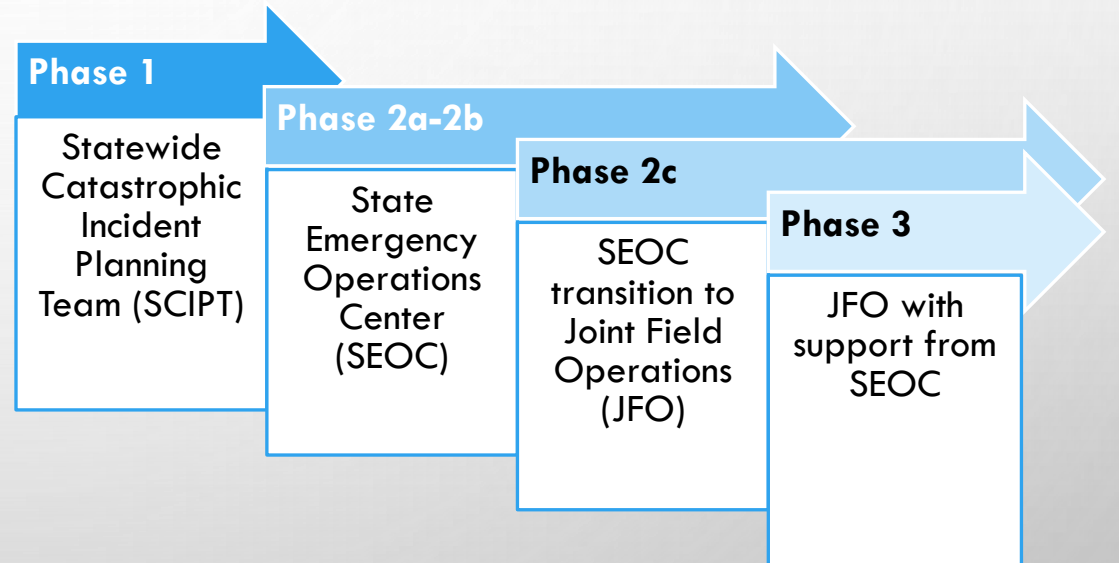 Phase 1
Statewide
Catastrophic
Incident
Planning
Team (SCIPT)
Phase 2a-2b
State
Emergency
Operations
Center
(SEOC)
Phase 2c
SEOC
transition to
Joint Field
Operations
(JFO)
Phase 3
JFO with
support from
SEOC